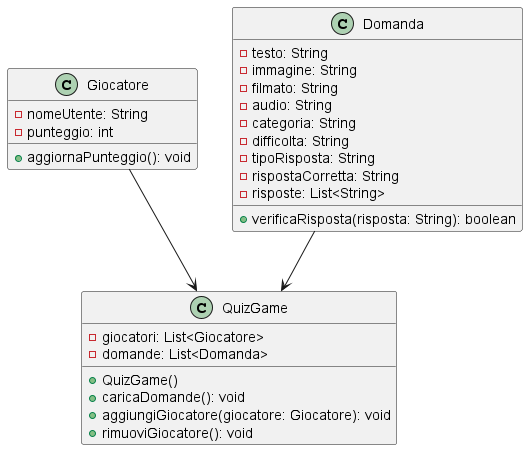 C Giocatore
nomeUtente: String
punteggio: int
aggiornaPunteggio(): void
C Domanda
testo: String
immagine: String
filmato: String
audio: String
categoria: String
difficolta: String
tipoRisposta: String
rispostaCorretta: String
risposte: List<String>
verificaRisposta(risposta: String): boolean
C QuizGame
giocatori: List<Giocatore>
domande: List<Domanda>
QuizGame()
caricaDomande(): void
aggiungiGiocatore(giocatore: Giocatore): void
rimuoviGiocatore(): void